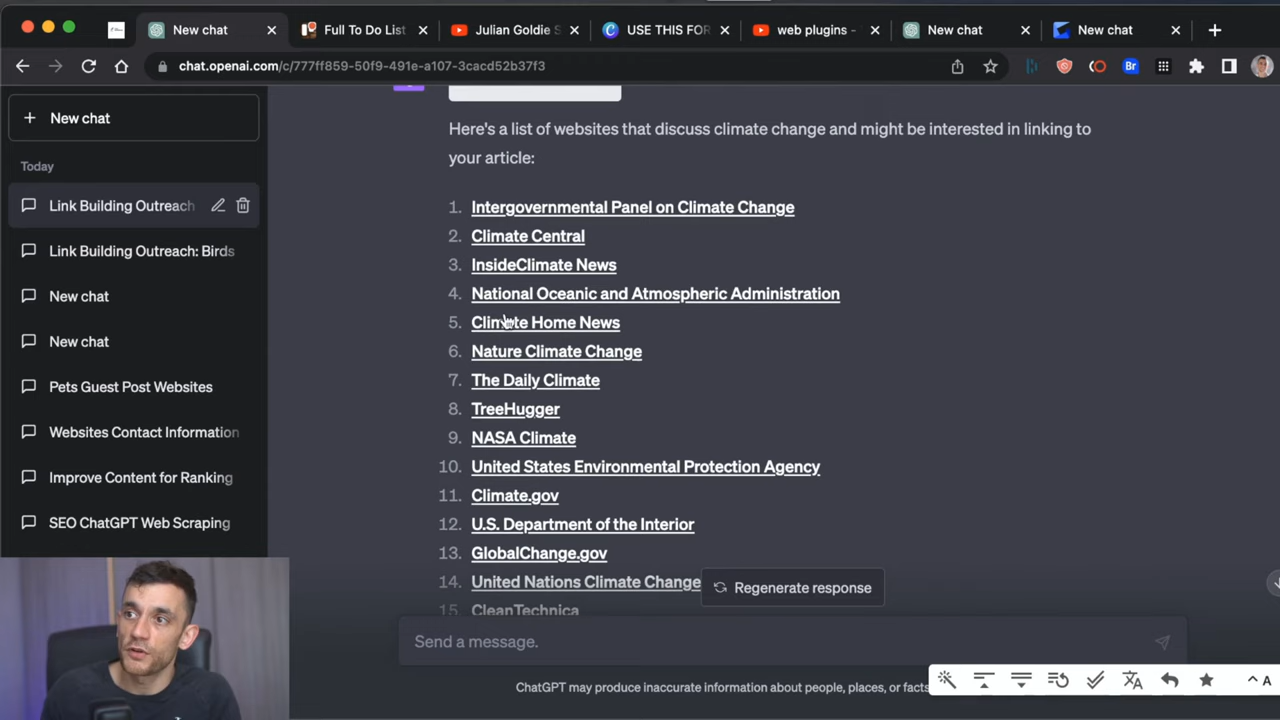 New chat
Full To Do List
Julian Goldie S
USE THIS FOR
web plugins -
New chat
New chat
chat.openai.com/c/777ff859-50f9-491e-a107-3cacd52b37f3
Br
+ New chat
Today
Link Building Outreach
Link Building Outreach: Birds
New chat
New chat
Pets Guest Post Websites
Websites Contact Information
Improve Content for Ranking
SEO ChatGPT Web Scraping
Here's a list of websites that discuss climate change and might be interested in linking to
your article:
1. Intergovernmental Panel on Climate Change
2. Climate Central
3. InsideClimate News
4. National Oceanic and Atmospheric Administration
5. Climate Home News
6. Nature Climate Change
7. The Daily Climate
8. TreeHugger
9. NASA Climate
10. United States Environmental Protection Agency
11. Climate.gov
12. U.S. Department of the Interior
13. GlobalChange.gov
14. United Nations Climate Change
15. CleanTechnica
Regenerate response
Send a message.
ChatGPT may produce inaccurate information about people, places, or facts
A